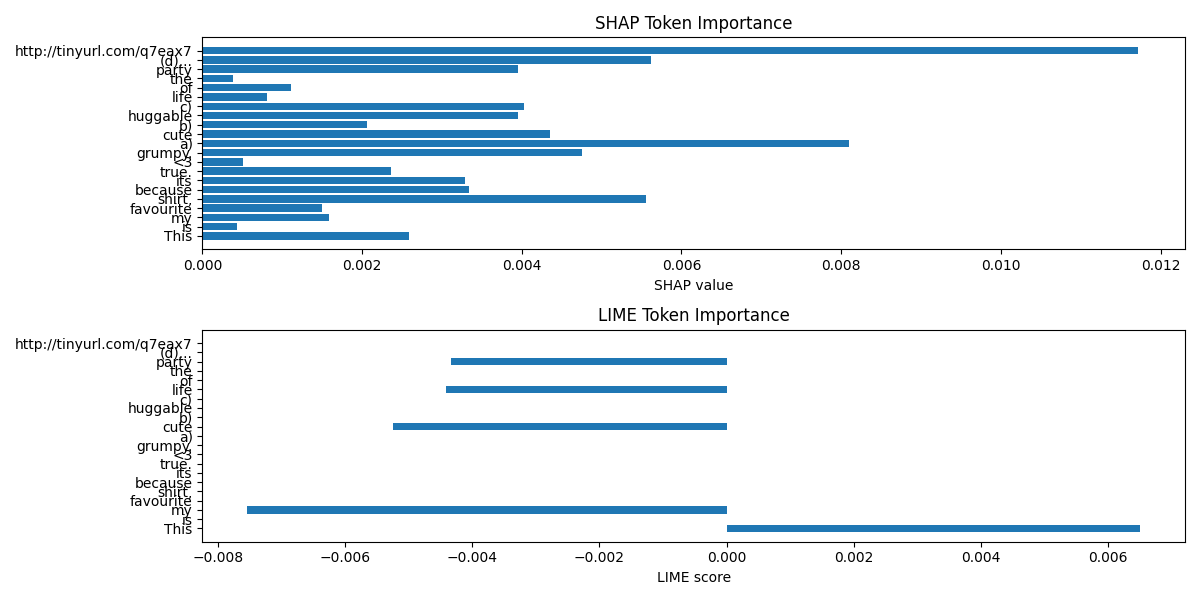 SHAP Token Importance
http://tinyurl.com/q7eax7
(d)...
party
the
of
life
c)
huggable
b)
cute
a)
grumpy,
<3
true.
its
because
shirt,
favourite
my
is
This
0.000 0.002 0.004 0.006 0.008 0.010 0.012
SHAP value
LIME Token Importance
http://tinyurl.com/q7eax7
(d)...
party
the
of
life
c)
huggable
b)
cute
a)
grumpy,
<3
true.
its
because
shirt,
favourite
my
is
This
−0.008 −0.006 −0.004 −0.002 0.000 0.002 0.004 0.006
LIME score